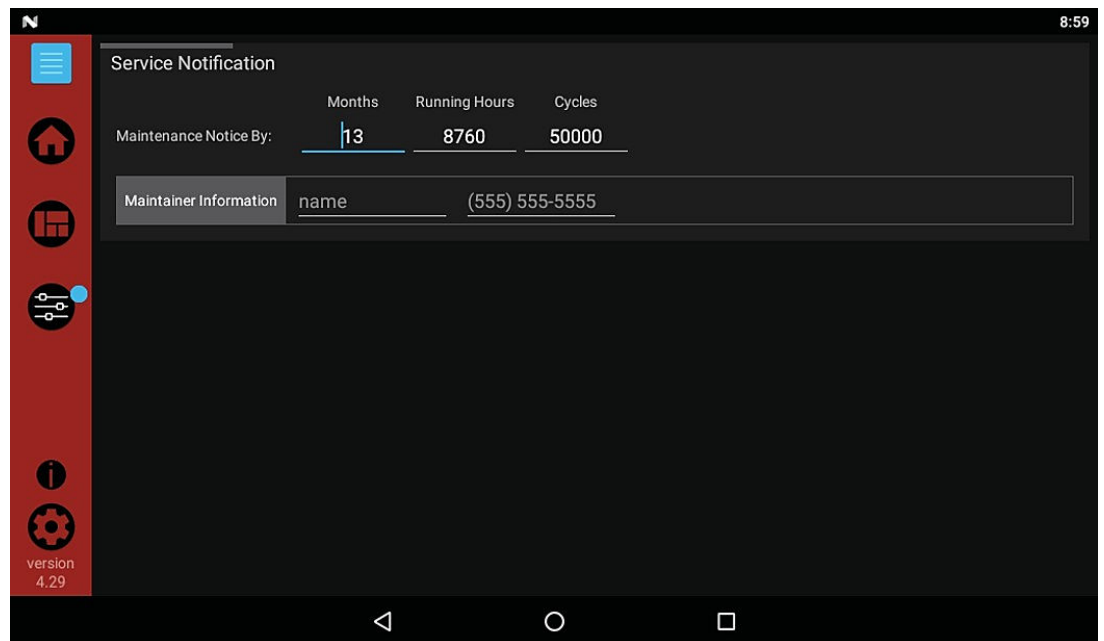 8:59
Service Notification
Months Running Hours Cycles
Maintenance Notice By: 13 8760 50000
Maintainer Information name (555) 555-5555
version
4.29